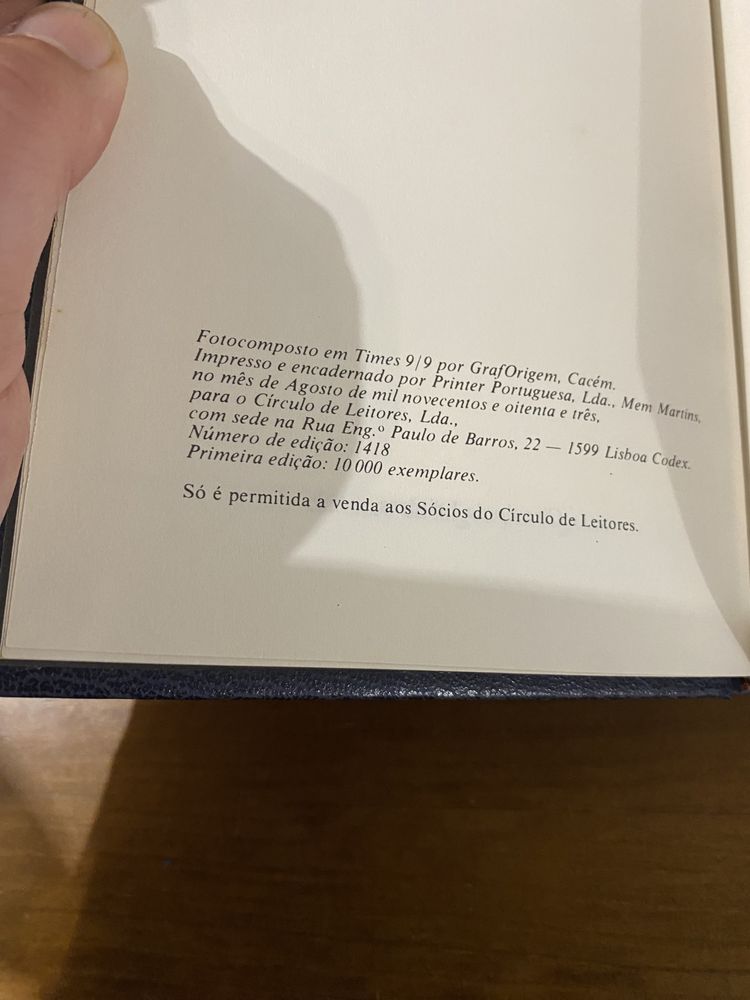 Fotocomposto em Times 9/9 por GrafOrigem, Cacém.
Impresso e encadernado por Printer Portuguesa, Lda., Mem Martins,
no mês de Agosto de mil novecentos e oitenta e três,
para o Círculo de Leitores, Lda.,
com sede na Rua Eng.º Paulo de Barros, 22 — 1599 Lisboa Codex.
Número de edição: 1418
Primeira edição: 10 000 exemplares.
Só é permitida a venda aos Sócios do Círculo de Leitores.